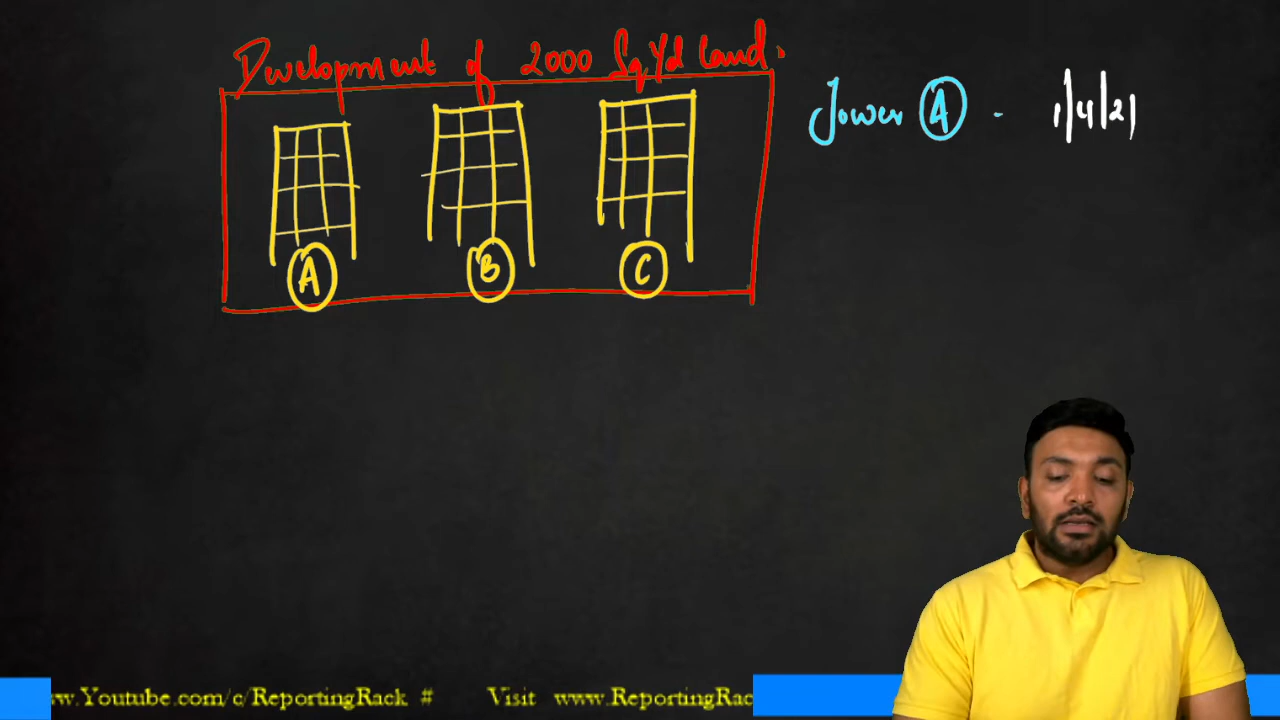 Development of 2000 Sq.Yd Land.
Tower A - 1/4/21
A B C
w.Youtube.com/c/ReportingRack # Visit www.ReportingRac